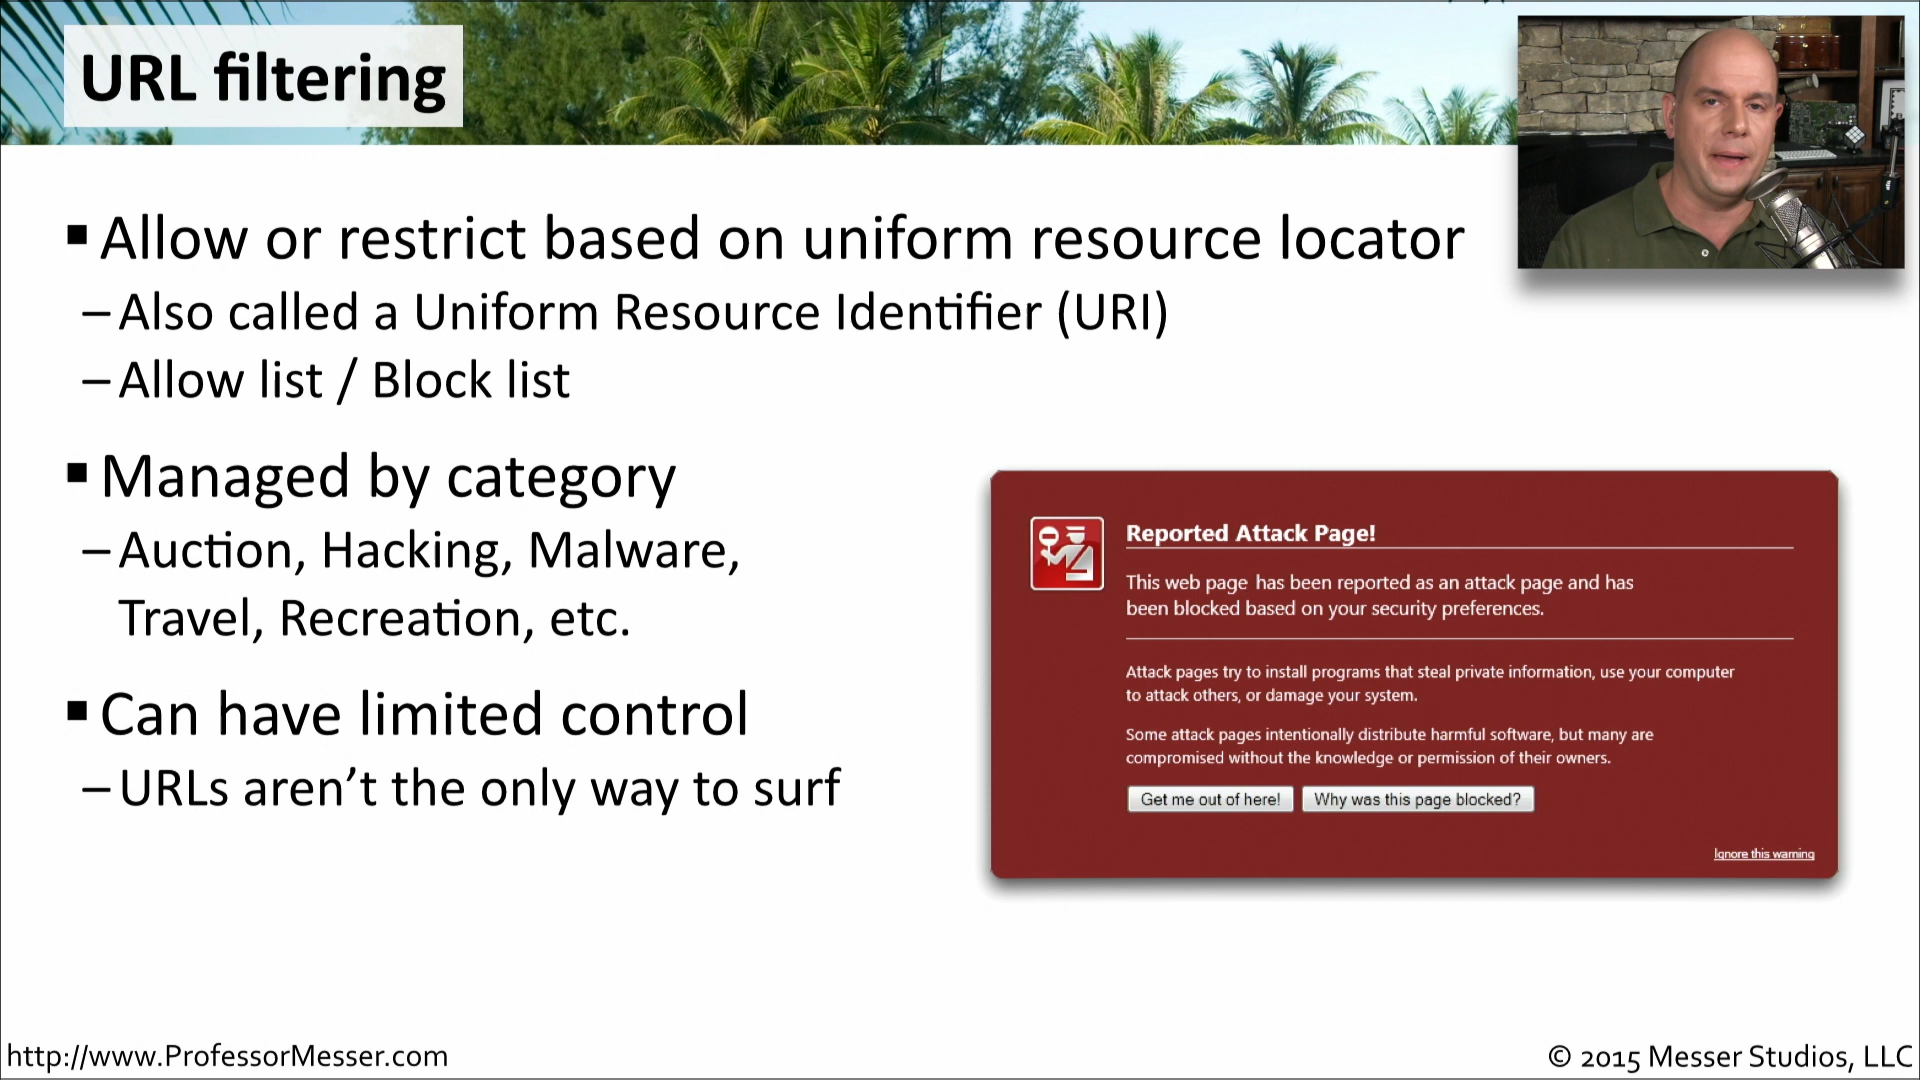 URL filtering
▪ Allow or restrict based on uniform resource locator
– Also called a Uniform Resource Identifier (URI)
– Allow list / Block list
▪ Managed by category
– Auction, Hacking, Malware,
Travel, Recreation, etc.
▪ Can have limited control
– URLs aren’t the only way to surf
Reported Attack Page!
This web page has been reported as an attack page and has
been blocked based on your security preferences.
Attack pages try to install programs that steal private information, use your computer
to attack others, or damage your system.
Some attack pages intentionally distribute harmful software, but many are
compromised without the knowledge or permission of their owners.
Get me out of here! Why was this page blocked?
Ignore this warning
http://www.ProfessorMesser.com
© 2015 Messer Studios, LLC